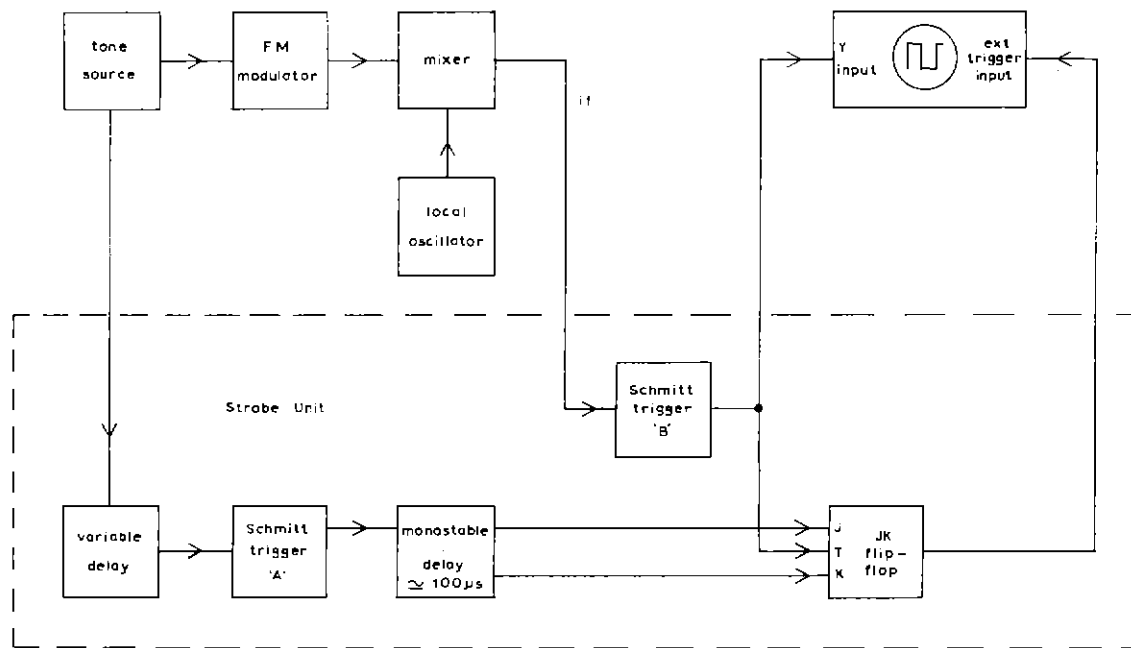 tone
source
FM
modulator
mixer
Y
input
ext
trigger
input
if
local
oscillator
Strobe Unit
Schmitt
trigger
'B'
variable
delay
Schmitt
trigger
'A'
monostable
delay
≃ 100µs
J
T
K
JK
flip-
flop